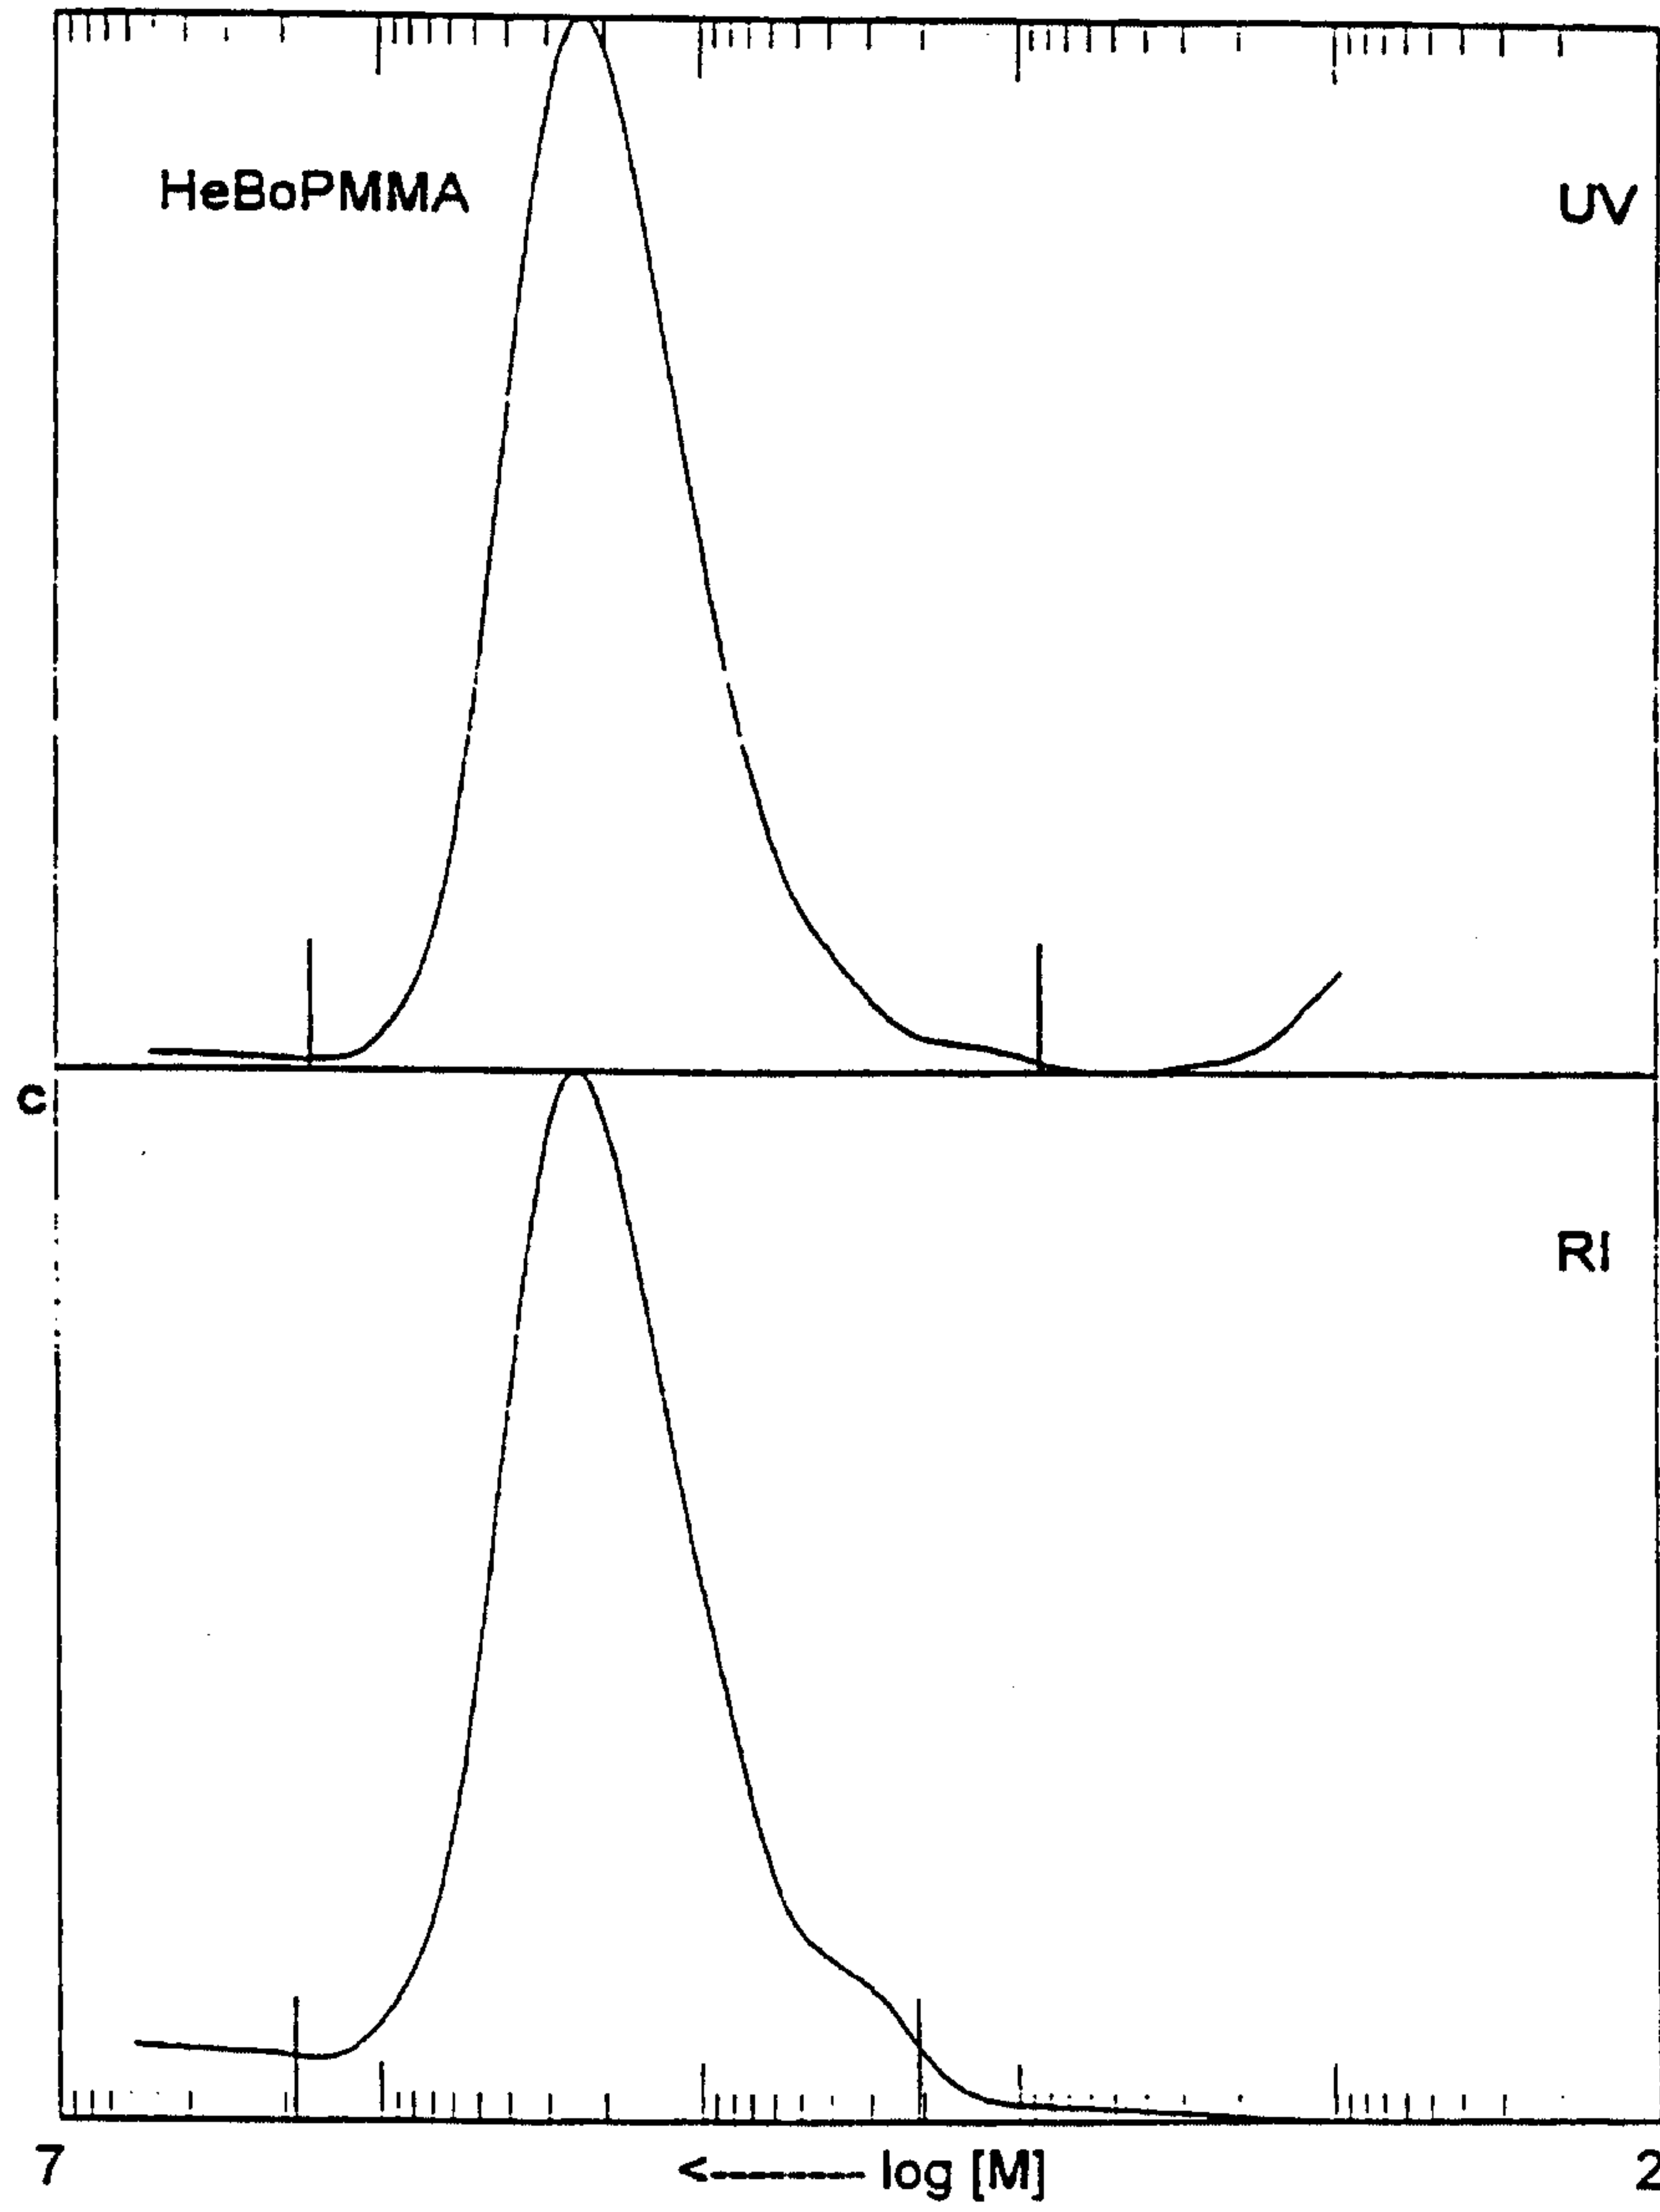 HeBoPMMA
UV
C
RI
7
<--------- log [M]
2